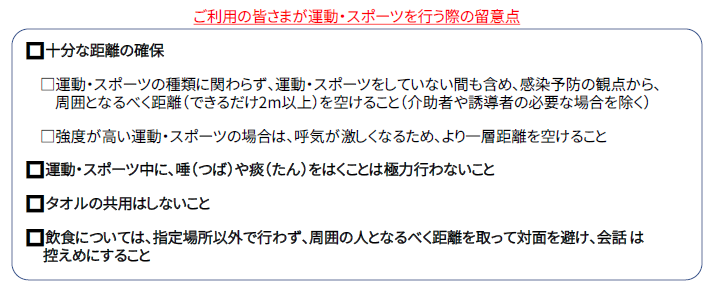 ご利用の皆さまが運動・スポーツを行う際の留意点
□十分な距離の確保
□運動・スポーツの種類に関わらず、運動・スポーツをしていない間も含め、感染予防の観点から、
周囲となるべく距離（できるだけ2m以上）を空けること（介助者や誘導者の必要な場合を除く）
□強度が高い運動・スポーツの場合は、呼気が激しくなるため、より一層距離を空けること
□運動・スポーツ中に、唾（つば）や痰（たん）をはくことは極力行わないこと
□タオルの共用はしないこと
□飲食については、指定場所以外で行わず、周囲の人となるべく距離を取って対面を避け、会話 は
控えめにすること